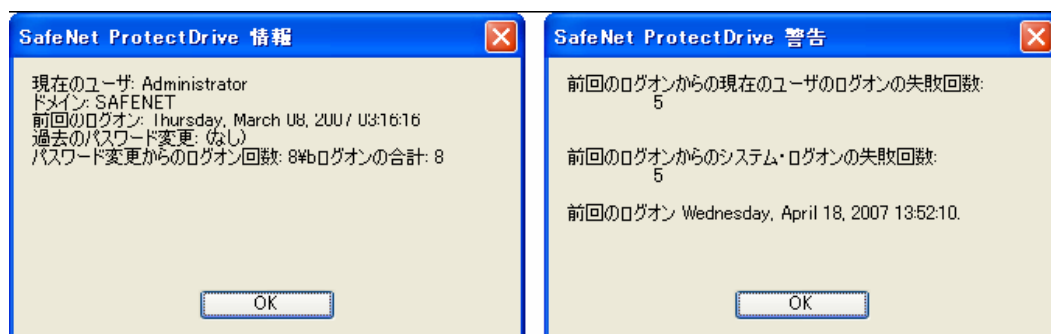 SafeNet ProtectDrive 情報
現在のユーザ: Administrator
ドメイン: SAFENET
前回のログオン: Thursday, March 08, 2007 03:16:16
過去のパスワード変更: (なし)
パスワード変更からのログオン回数: 8¥bログオンの合計: 8
OK
SafeNet ProtectDrive 警告
前回のログオンからの現在のユーザのログオンの失敗回数:
5
前回のログオンからのシステム・ログオンの失敗回数:
5
前回のログオン Wednesday, April 18, 2007 13:52:10.
OK